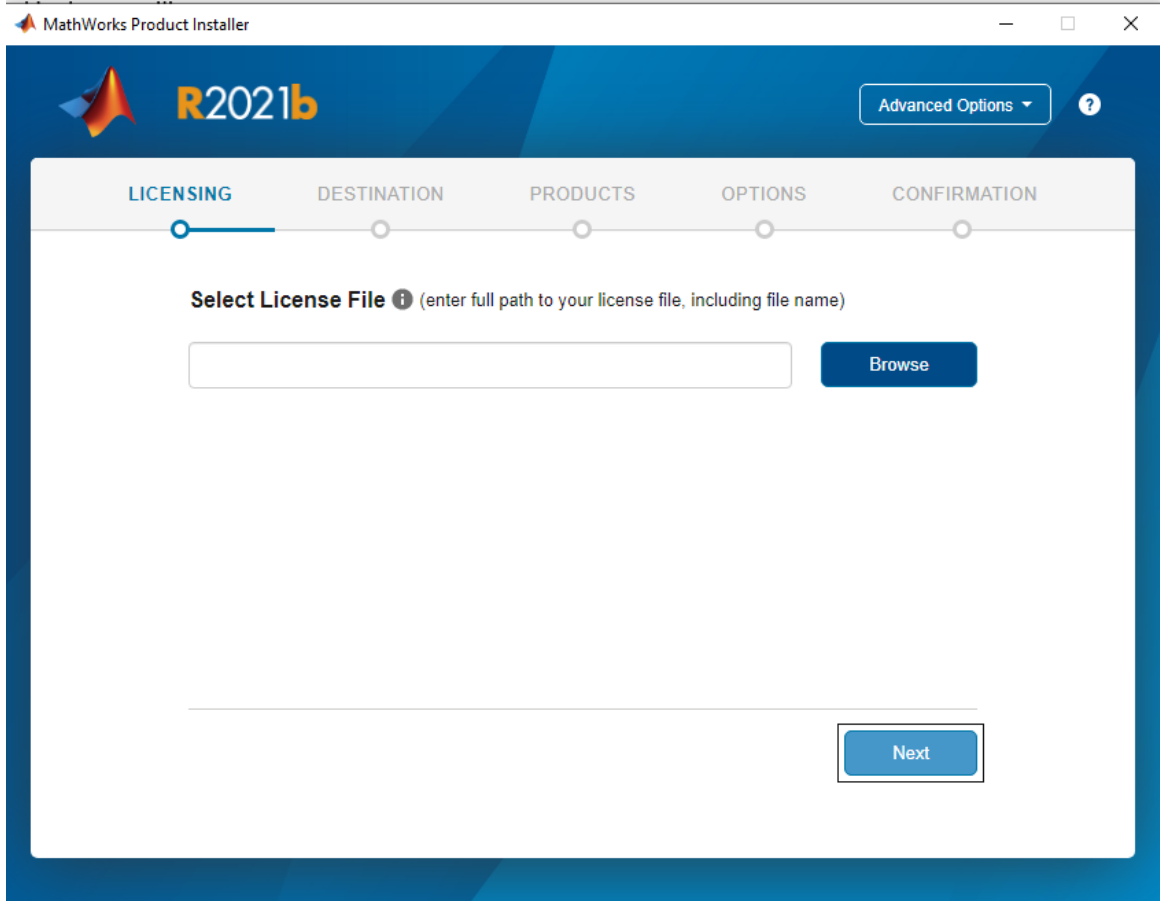 MathWorks Product Installer
R2021b
Advanced Options
?
LICENSING DESTINATION PRODUCTS OPTIONS CONFIRMATION
Select License File i (enter full path to your license file, including file name)
Browse
Next